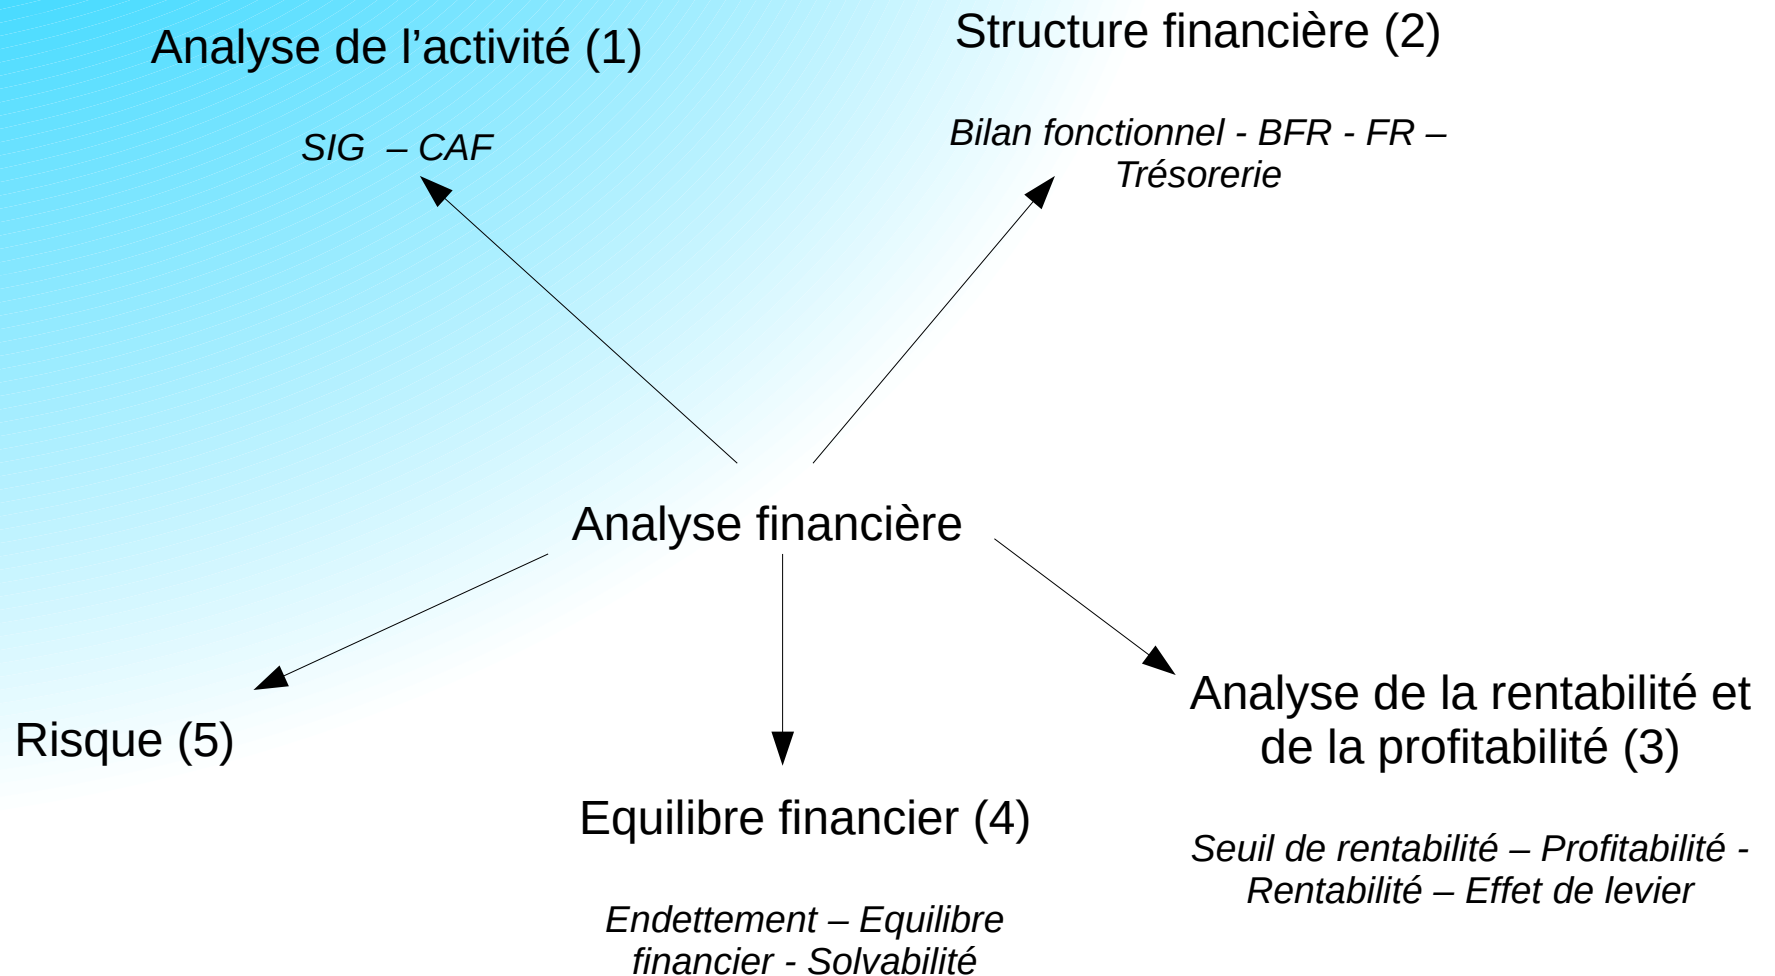 Analyse de l’activité (1)
SIG – CAF
Structure financière (2)
Bilan fonctionnel - BFR - FR –
Trésorerie
Analyse financière
Risque (5)
Equilibre financier (4)
Endettement – Equilibre
financier - Solvabilité
Analyse de la rentabilité et
de la profitabilité (3)
Seuil de rentabilité – Profitabilité -
Rentabilité – Effet de levier